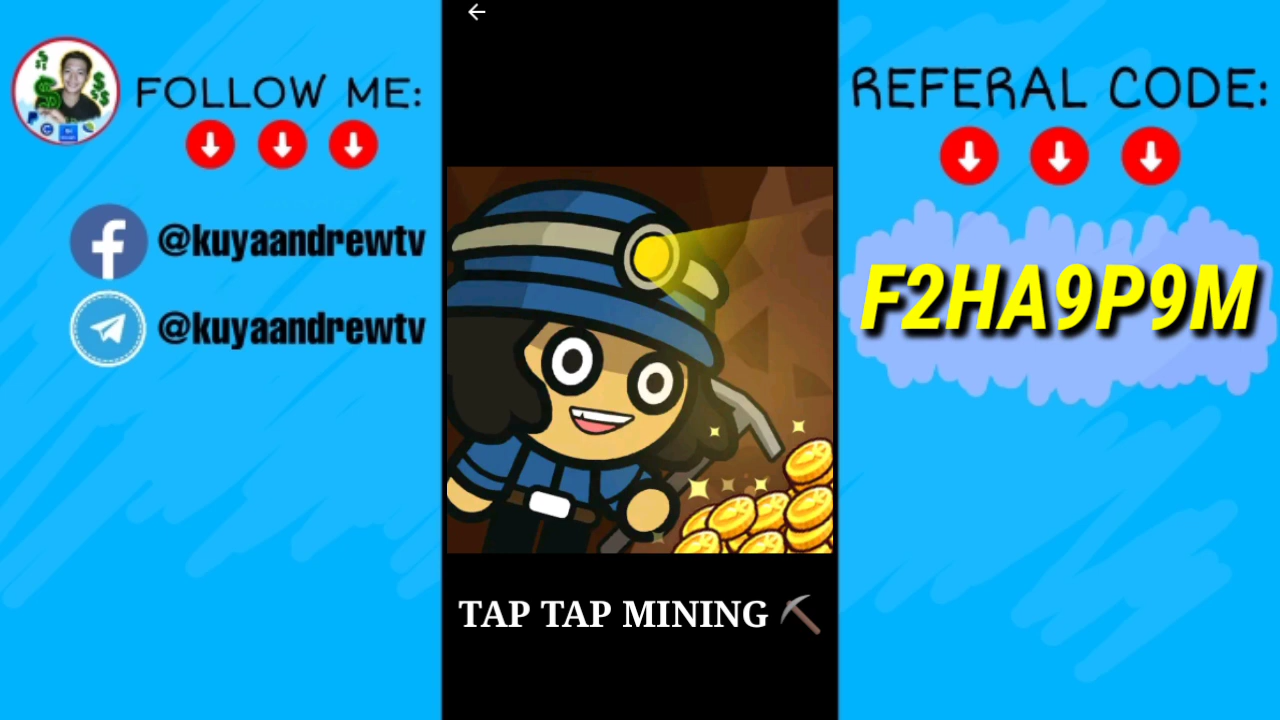 FOLLOW ME:
@kuyaandrewtv
@kuyaandrewtv
TAP TAP MINING
REFERAL CODE:
F2HA9P9M